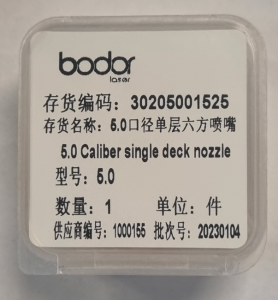 bodor
laser
存货编码：30205001525
存货名称：5.0口径单层六方喷嘴
5.0 Caliber single deck nozzle
型号：5.0
数量：1 单位：件
供应商编号：1000155 批次号：20230104